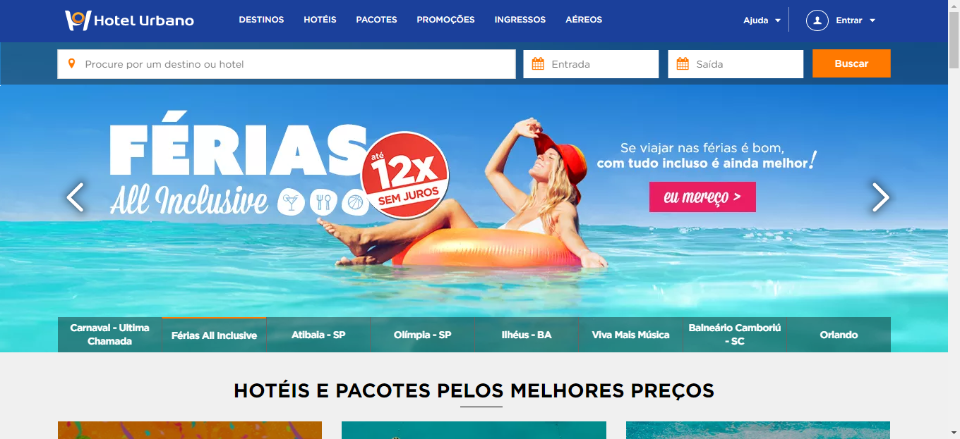 Hotel Urbano
DESTINOS HOTÉIS PACOTES PROMOÇÕES INGRESSOS AÉREOS
Ajuda
Entrar
Procure por um destino ou hotel
Entrada
Saída
Buscar
FÉRIAS
All Inclusive
até
12X
SEM JUROS
Se viajar nas férias é bom,
com tudo incluso é ainda melhor!
eu mereço >
Carnaval - Ultima
Chamada
Férias All Inclusive
Atibaia - SP
Olímpia - SP
Ilhéus - BA
Viva Mais Música
Balneário Camboriú
- SC
Orlando
HOTÉIS E PACOTES PELOS MELHORES PREÇOS